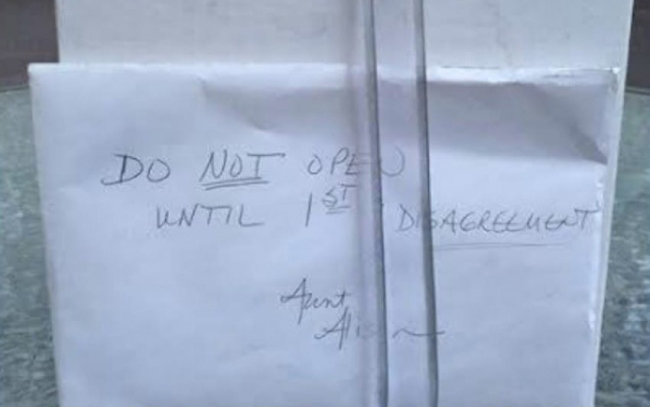 DO NOT OPEN
UNTIL 1ST DISAGREEMENT
Aunt